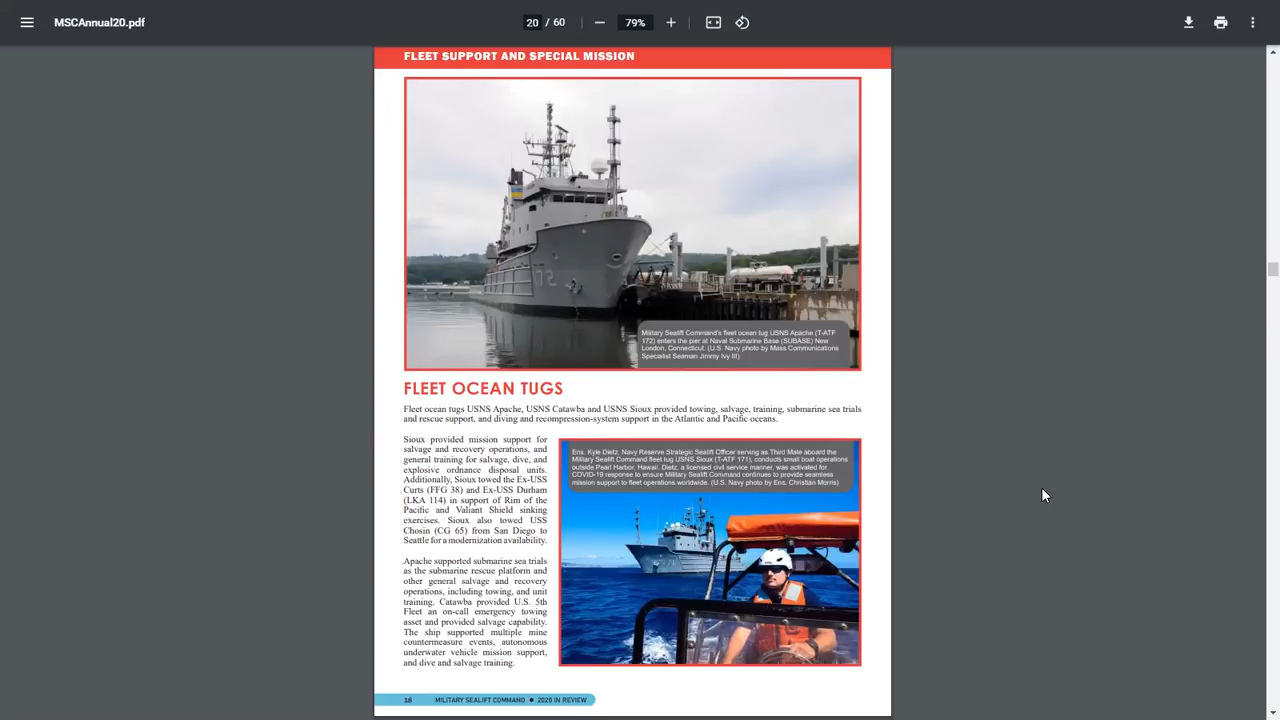 MSCAnnual20.pdf
20 / 60
79%
FLEET SUPPORT AND SPECIAL MISSION
72
Military Sealift Command's fleet ocean tug USNS Apache (T-ATF
172) enters the pier at Naval Submarine Base (SUBASE) New
London, Connecticut. (U.S. Navy photo by Mass Communications
Specialist Seaman Jimmy Ivy III)
FLEET OCEAN TUGS
Fleet ocean tugs USNS Apache, USNS Catawba and USNS Sioux provided towing, salvage, training, submarine sea trials
and rescue support, and diving and recompression-system support in the Atlantic and Pacific oceans.
Sioux provided mission support for
salvage and recovery operations, and
general training for salvage, dive, and
explosive ordnance disposal units.
Additionally, Sioux towed the Ex-USS
Curts (FFG 38) and Ex-USS Durham
(LKA 114) in support of Rim of the
Pacific and Valiant Shield sinking
exercises. Sioux also towed USS
Chosin (CG 65) from San Diego to
Seattle for a modernization availability.
Apache supported submarine sea trials
as the submarine rescue platform and
other general salvage and recovery
operations, including towing, and unit
training. Catawba provided U.S. 5th
Fleet an on-call emergency towing
asset and provided salvage capability.
The ship supported multiple mine
countermeasure events, autonomous
underwater vehicle mission support,
and dive and salvage training.
Ens. Kyle Dietz, Navy Reserve Strategic Sealift Officer serving as Third Mate aboard the
Military Sealift Command fleet tug USNS Sioux (T-ATF 171), conducts small boat operations
outside Pearl Harbor, Hawaii. Dietz, a licensed civil service mariner, was activated for
COVID-19 response to ensure Military Sealift Command continues to provide seamless
mission support to fleet operations worldwide. (U.S. Navy photo by Ens. Christian Morris)
18 MILITARY SEALIFT COMMAND ● 2020 IN REVIEW